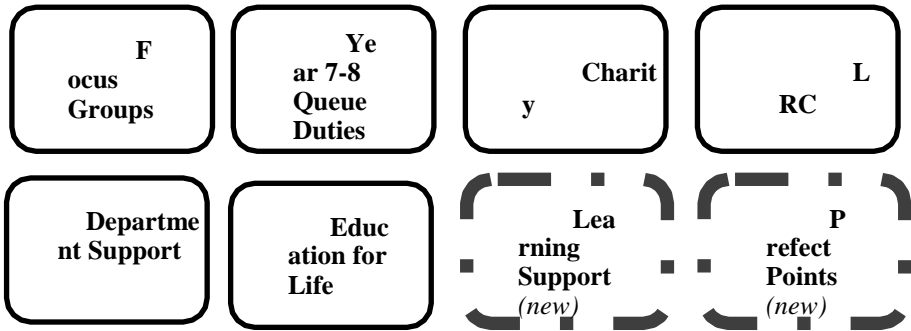 F
ocus
Groups
Ye
ar 7-8
Queue
Duties
Charit
y
L
RC
Departme
nt Support
Educ
ation for
Life
Lea
rning
Support
(new)
P
refect
Points
(new)